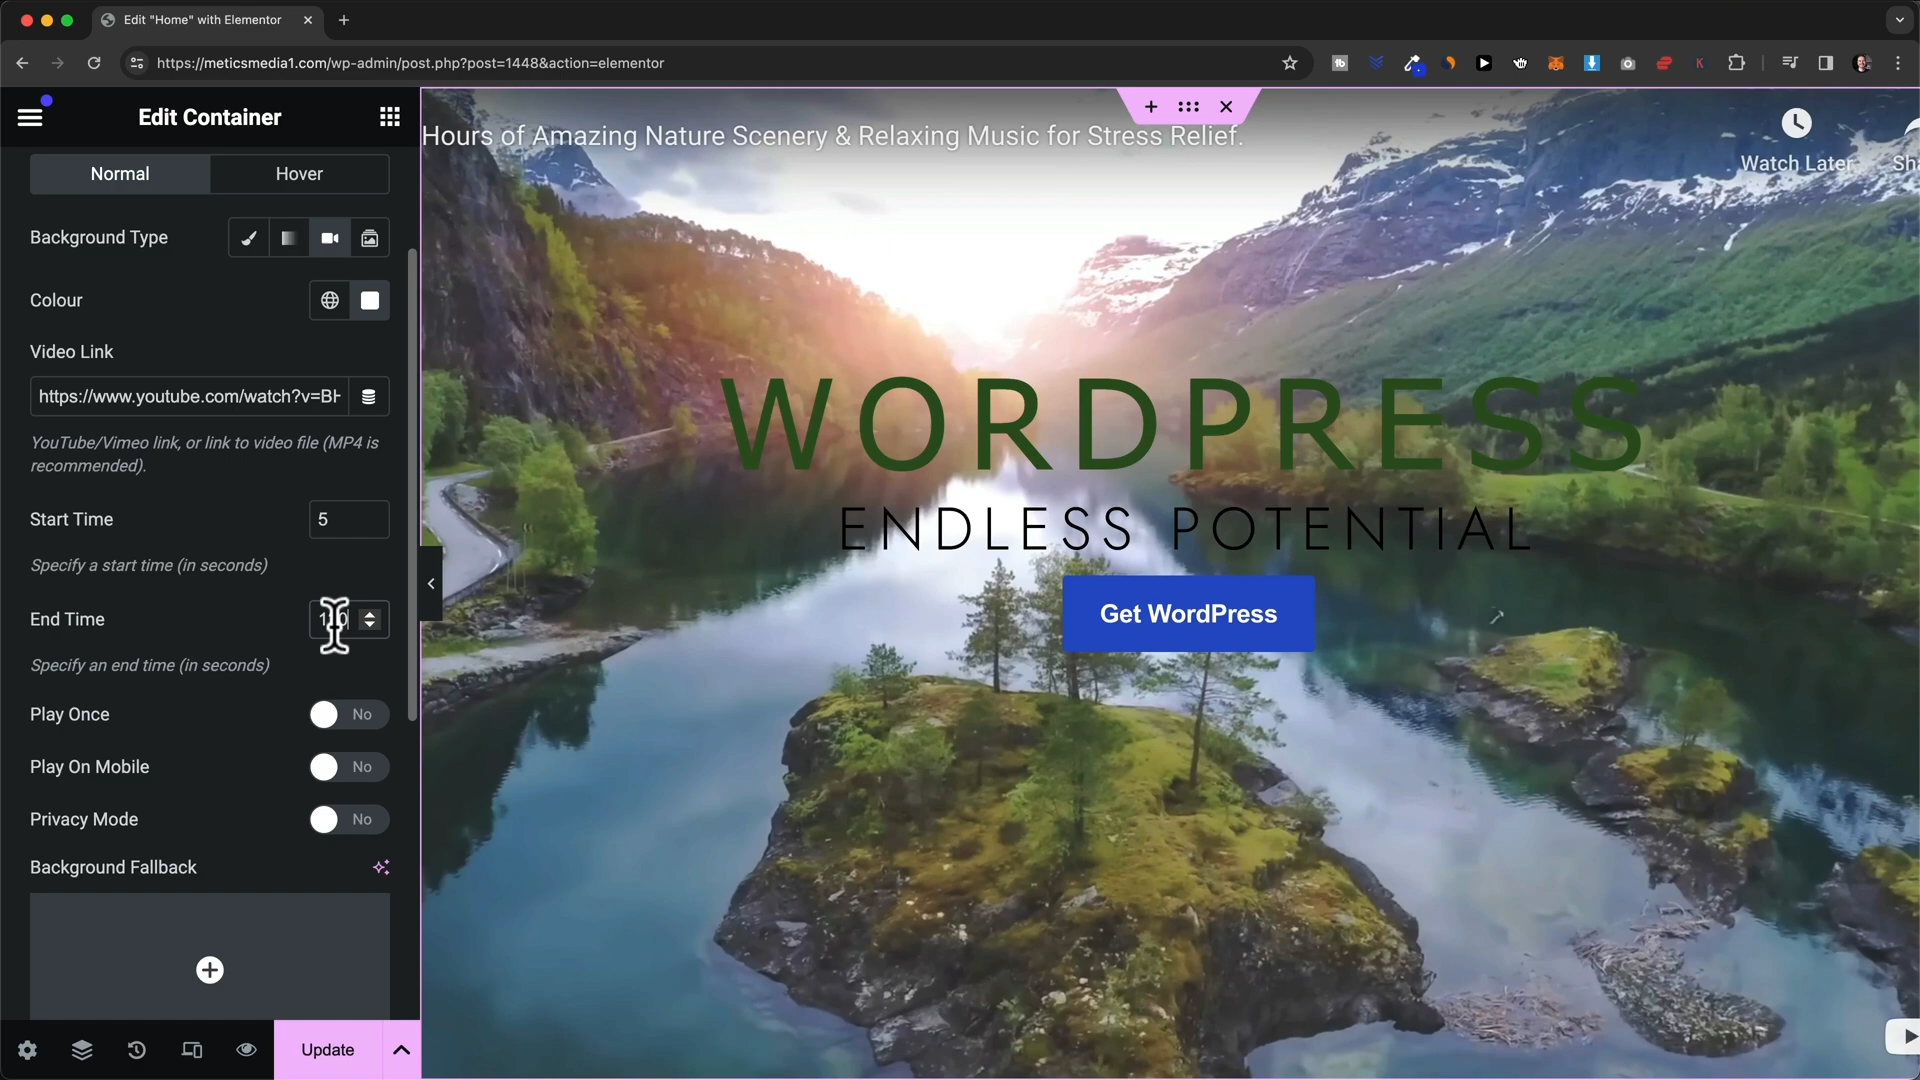 Edit "Home" with Elementor
https://meticsmedia1.com/wp-admin/post.php?post=1448&action=elementor
Edit Container
Normal
Hover
Background Type
Colour
Video Link
https://www.youtube.com/watch?v=BH
YouTube/Vimeo link, or link to video file (MP4 is
recommended).
Start Time
5
Specify a start time (in seconds)
End Time
Specify an end time (in seconds)
Play Once
No
Play On Mobile
No
Privacy Mode
No
Background Fallback
Update
Hours of Amazing Nature Scenery & Relaxing Music for Stress Relief.
Watch Later
WORDPRESS
ENDLESS POTENTIAL
Get WordPress